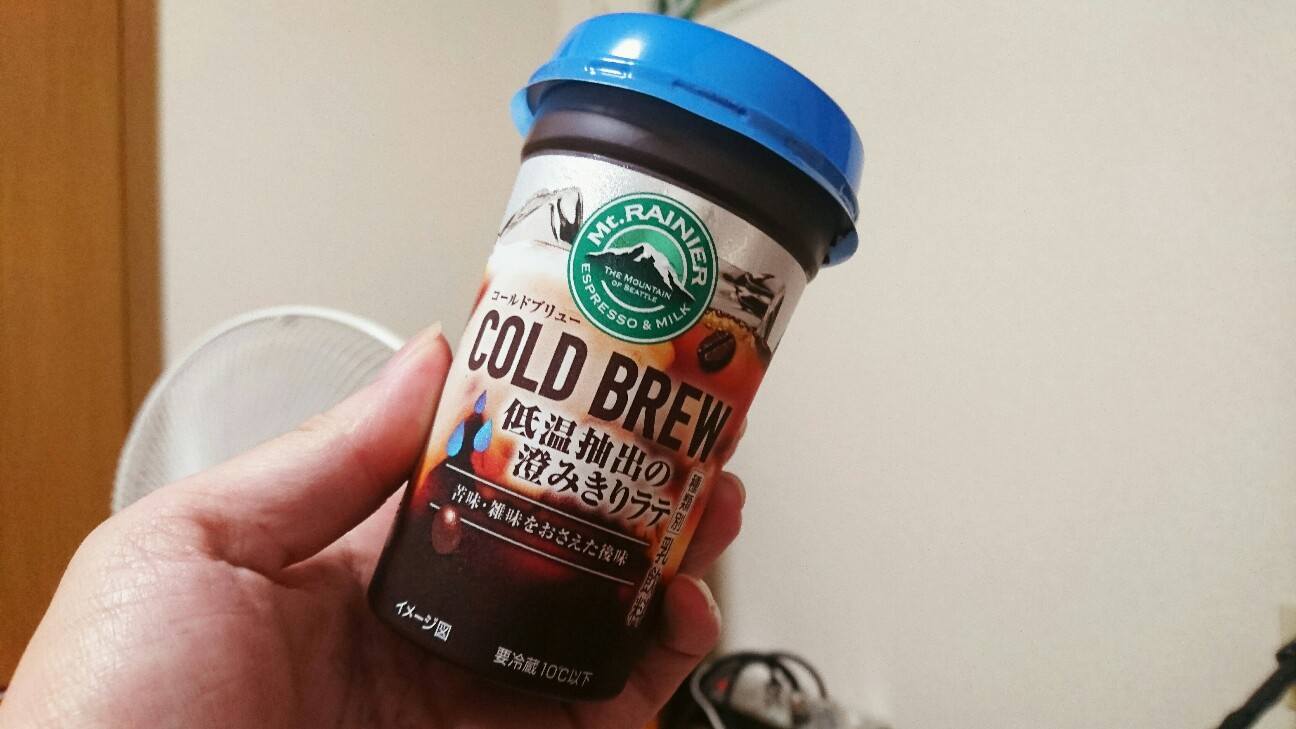 Mt.RAINIER
THE MOUNTAIN
OF SEATTLE
ESPRESSO & MILK
コールドブリュー
COLD BREW
低温抽出の
澄みきりラテ
苦味・雑味をおさえた後味
種類別 乳飲料
イメージ図
要冷蔵10℃以下